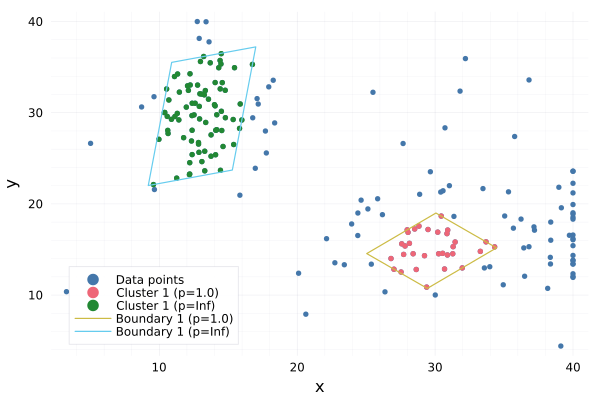 40
30
20
10
y
Data points
Cluster 1 (p=1.0)
Cluster 1 (p=Inf)
Boundary 1 (p=1.0)
Boundary 1 (p=Inf)
10 20 30 40
x